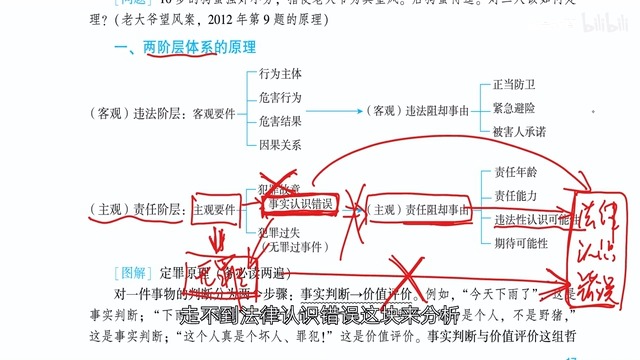 bilibili
理？(老大爷望风案，2012 年第 9 题的原理)
一、两阶层体系的原理
行为主体
危害行为
(客观) 违法阶层：客观要件
危害结果
因果关系
(客观) 违法阻却事由
正当防卫
紧急避险
被害人承诺
犯罪故意
事实认识错误
(主观) 责任阶层：主观要件
犯罪过失
(无罪过事件)
(主观) 责任阻却事由
责任年龄
责任能力
违法性认识可能性
期待可能性
法律
认识
错误
[图解] 定罪原理
对一件事物的判断分为两步骤：事实判断→价值评价。例如，“今天下雨了”，这是
走不到法律认识错误这块来分析
事实判断；“下雨
是个人，不是野猪，”
这是事实判断；“这个人真是个坏人、罪犯！”这是价值评价。事实判断与价值评价这组哲